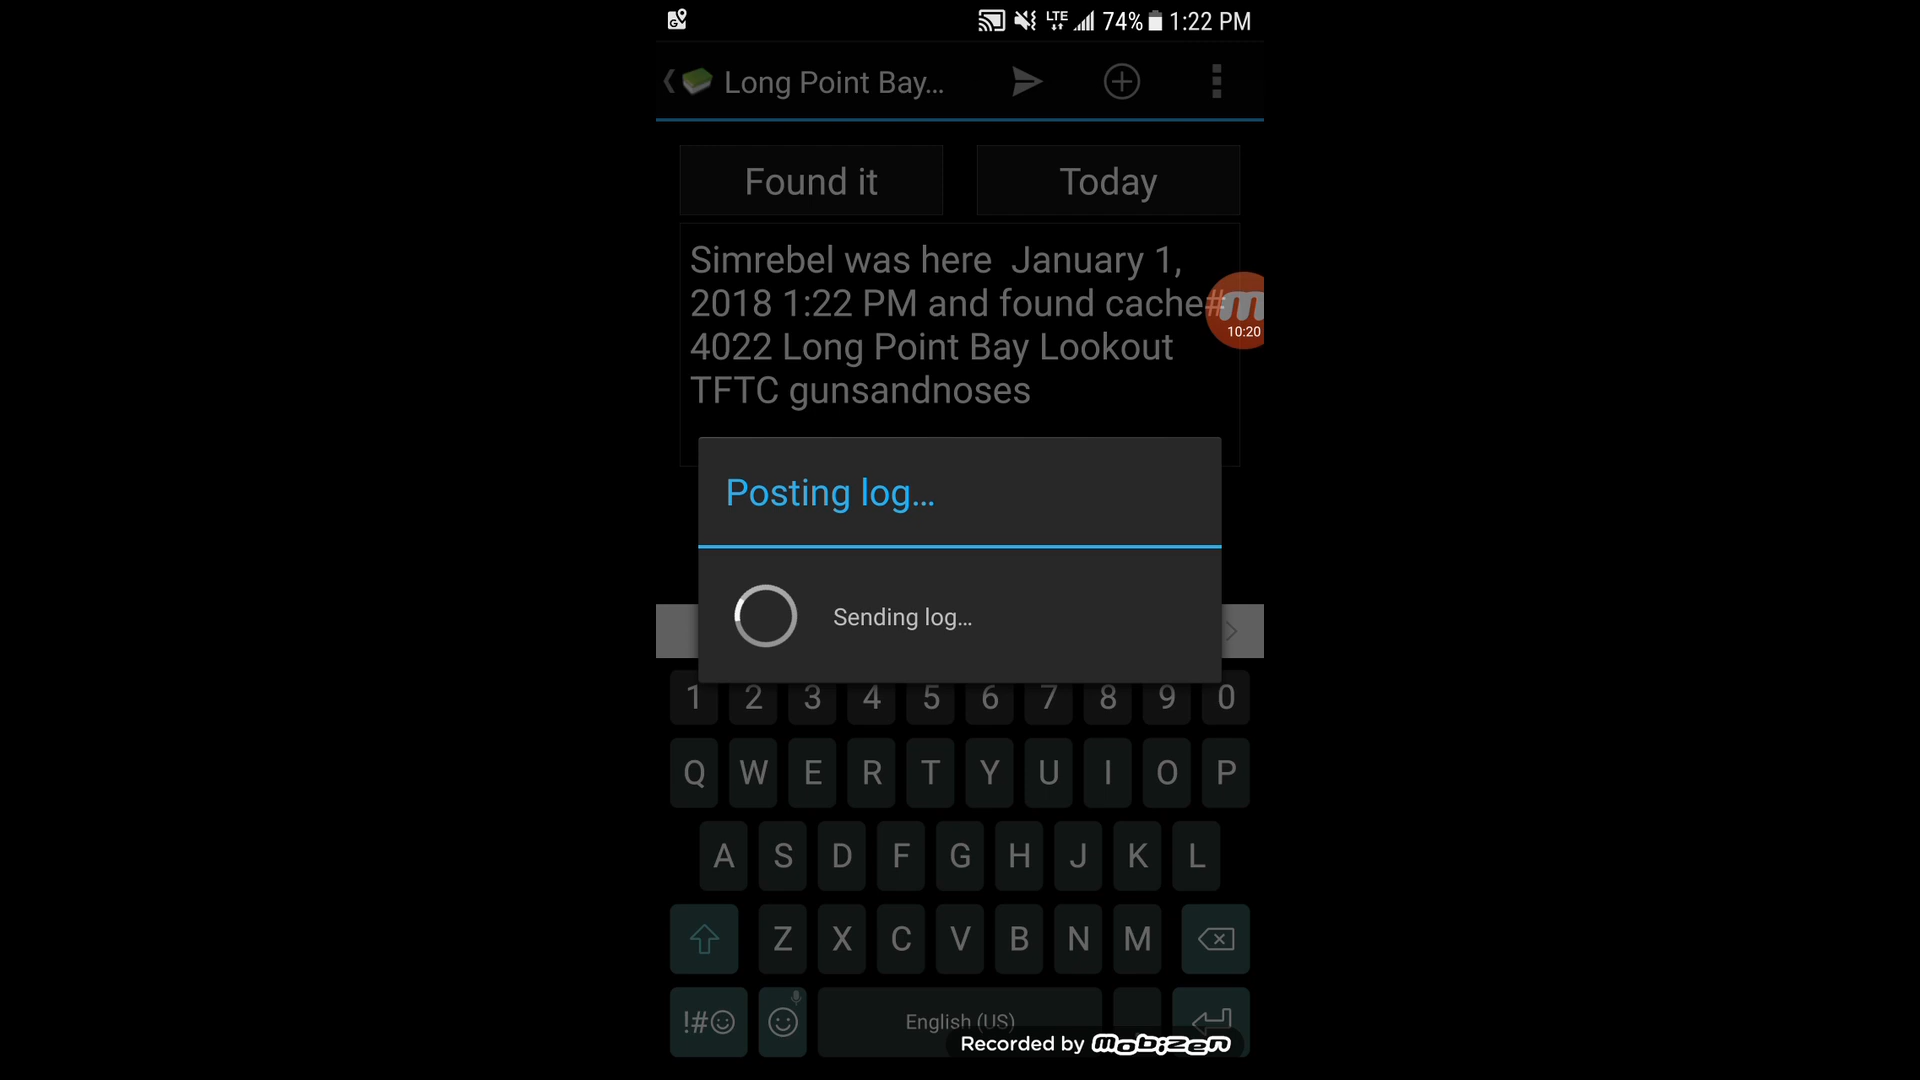 LTE 74% 1:22 PM
Long Point Bay...
Found it Today
Simrebel was here January 1,
2018 1:22 PM and found cache#
4022 Long Point Bay Lookout
TFTC gunsandnoses
10:20
Posting log...
Sending log...
1 2 3 4 5 6 7 8 9 0
Q W E R T Y U I O P
A S D F G H J K L
Z X C V B N M
!#☺ English (US)
Recorded by mobizen